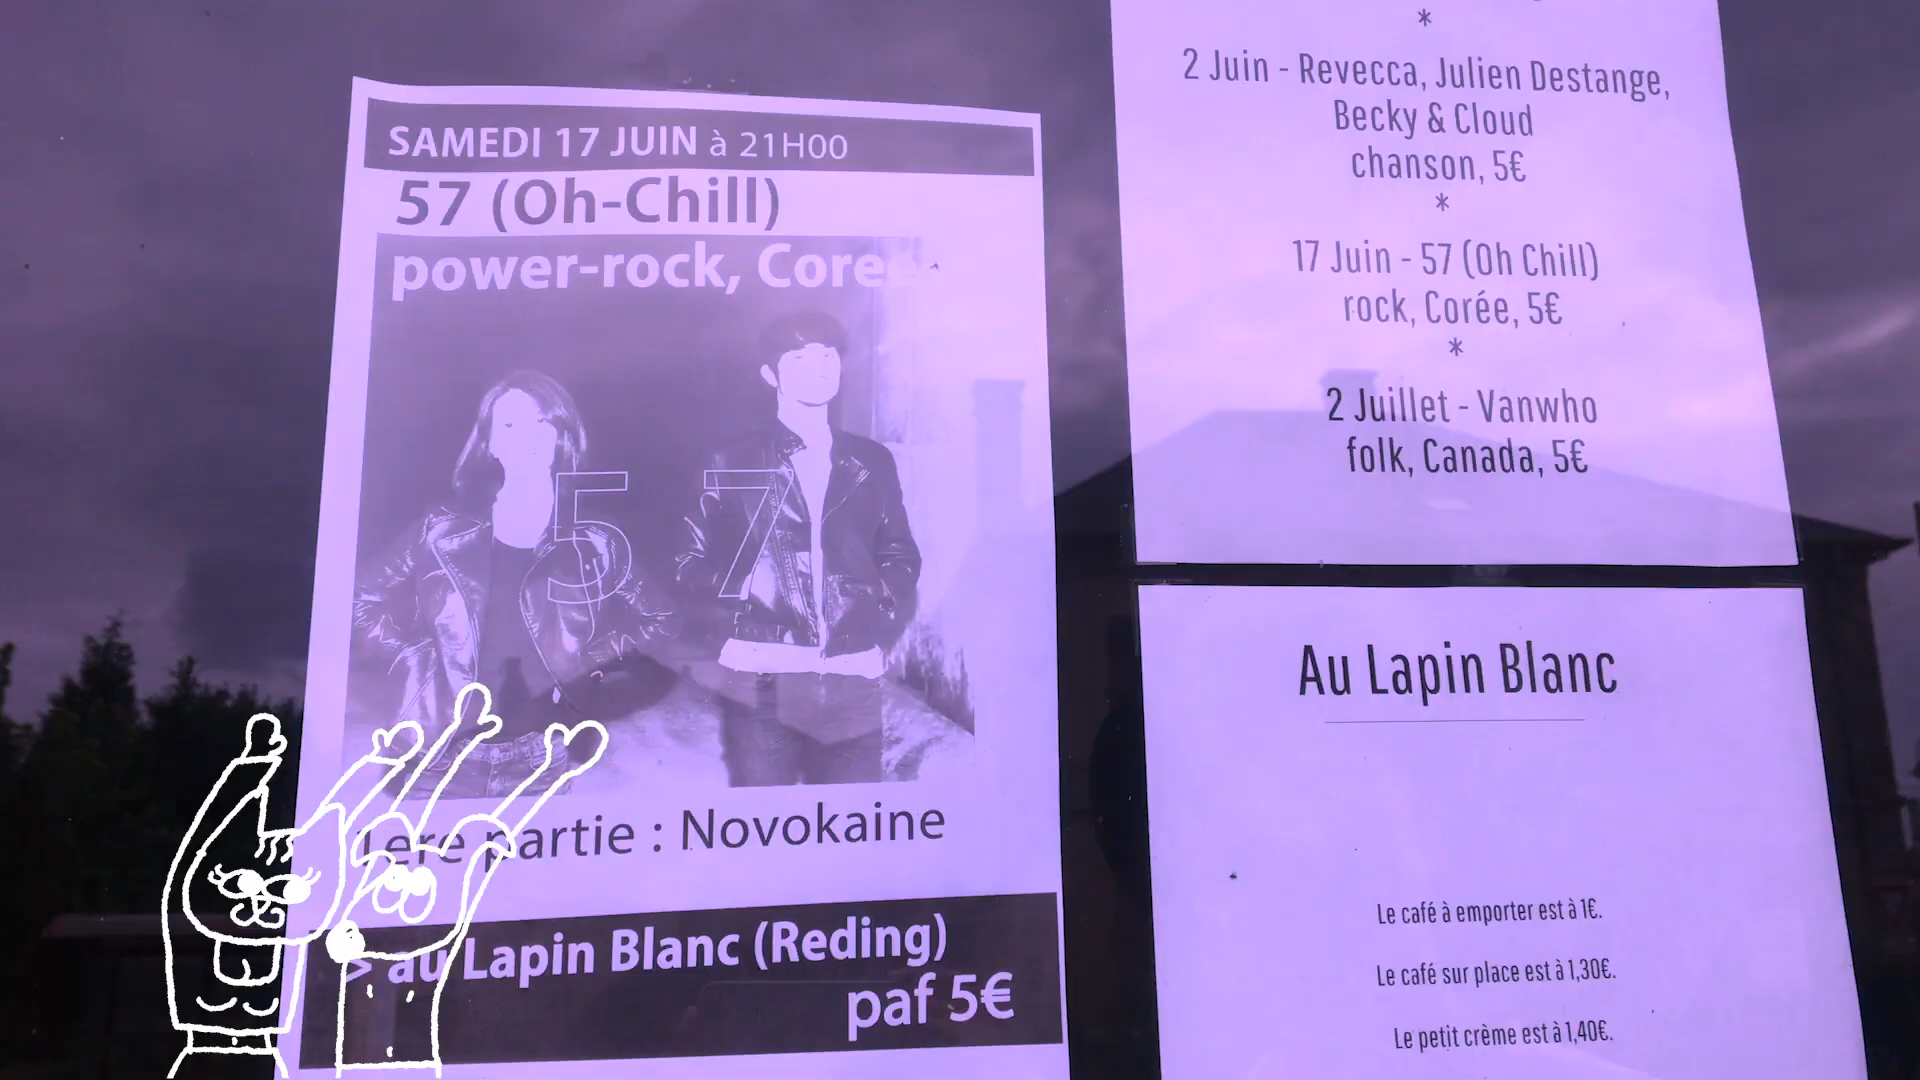 SAMEDI 17 JUIN à 21H00
57 (Oh-Chill)
power-rock, Corée
5 7
1ere partie : Novokaine
> au Lapin Blanc (Reding)
paf 5€
*
2 Juin - Revecca, Julien Destange,
Becky & Cloud
chanson, 5€
*
17 Juin - 57 (Oh Chill)
rock, Corée, 5€
*
2 Juillet - Vanwho
folk, Canada, 5€
Au Lapin Blanc
Le café à emporter est à 1€.
Le café sur place est à 1,30€.
Le petit crème est à 1,40€.